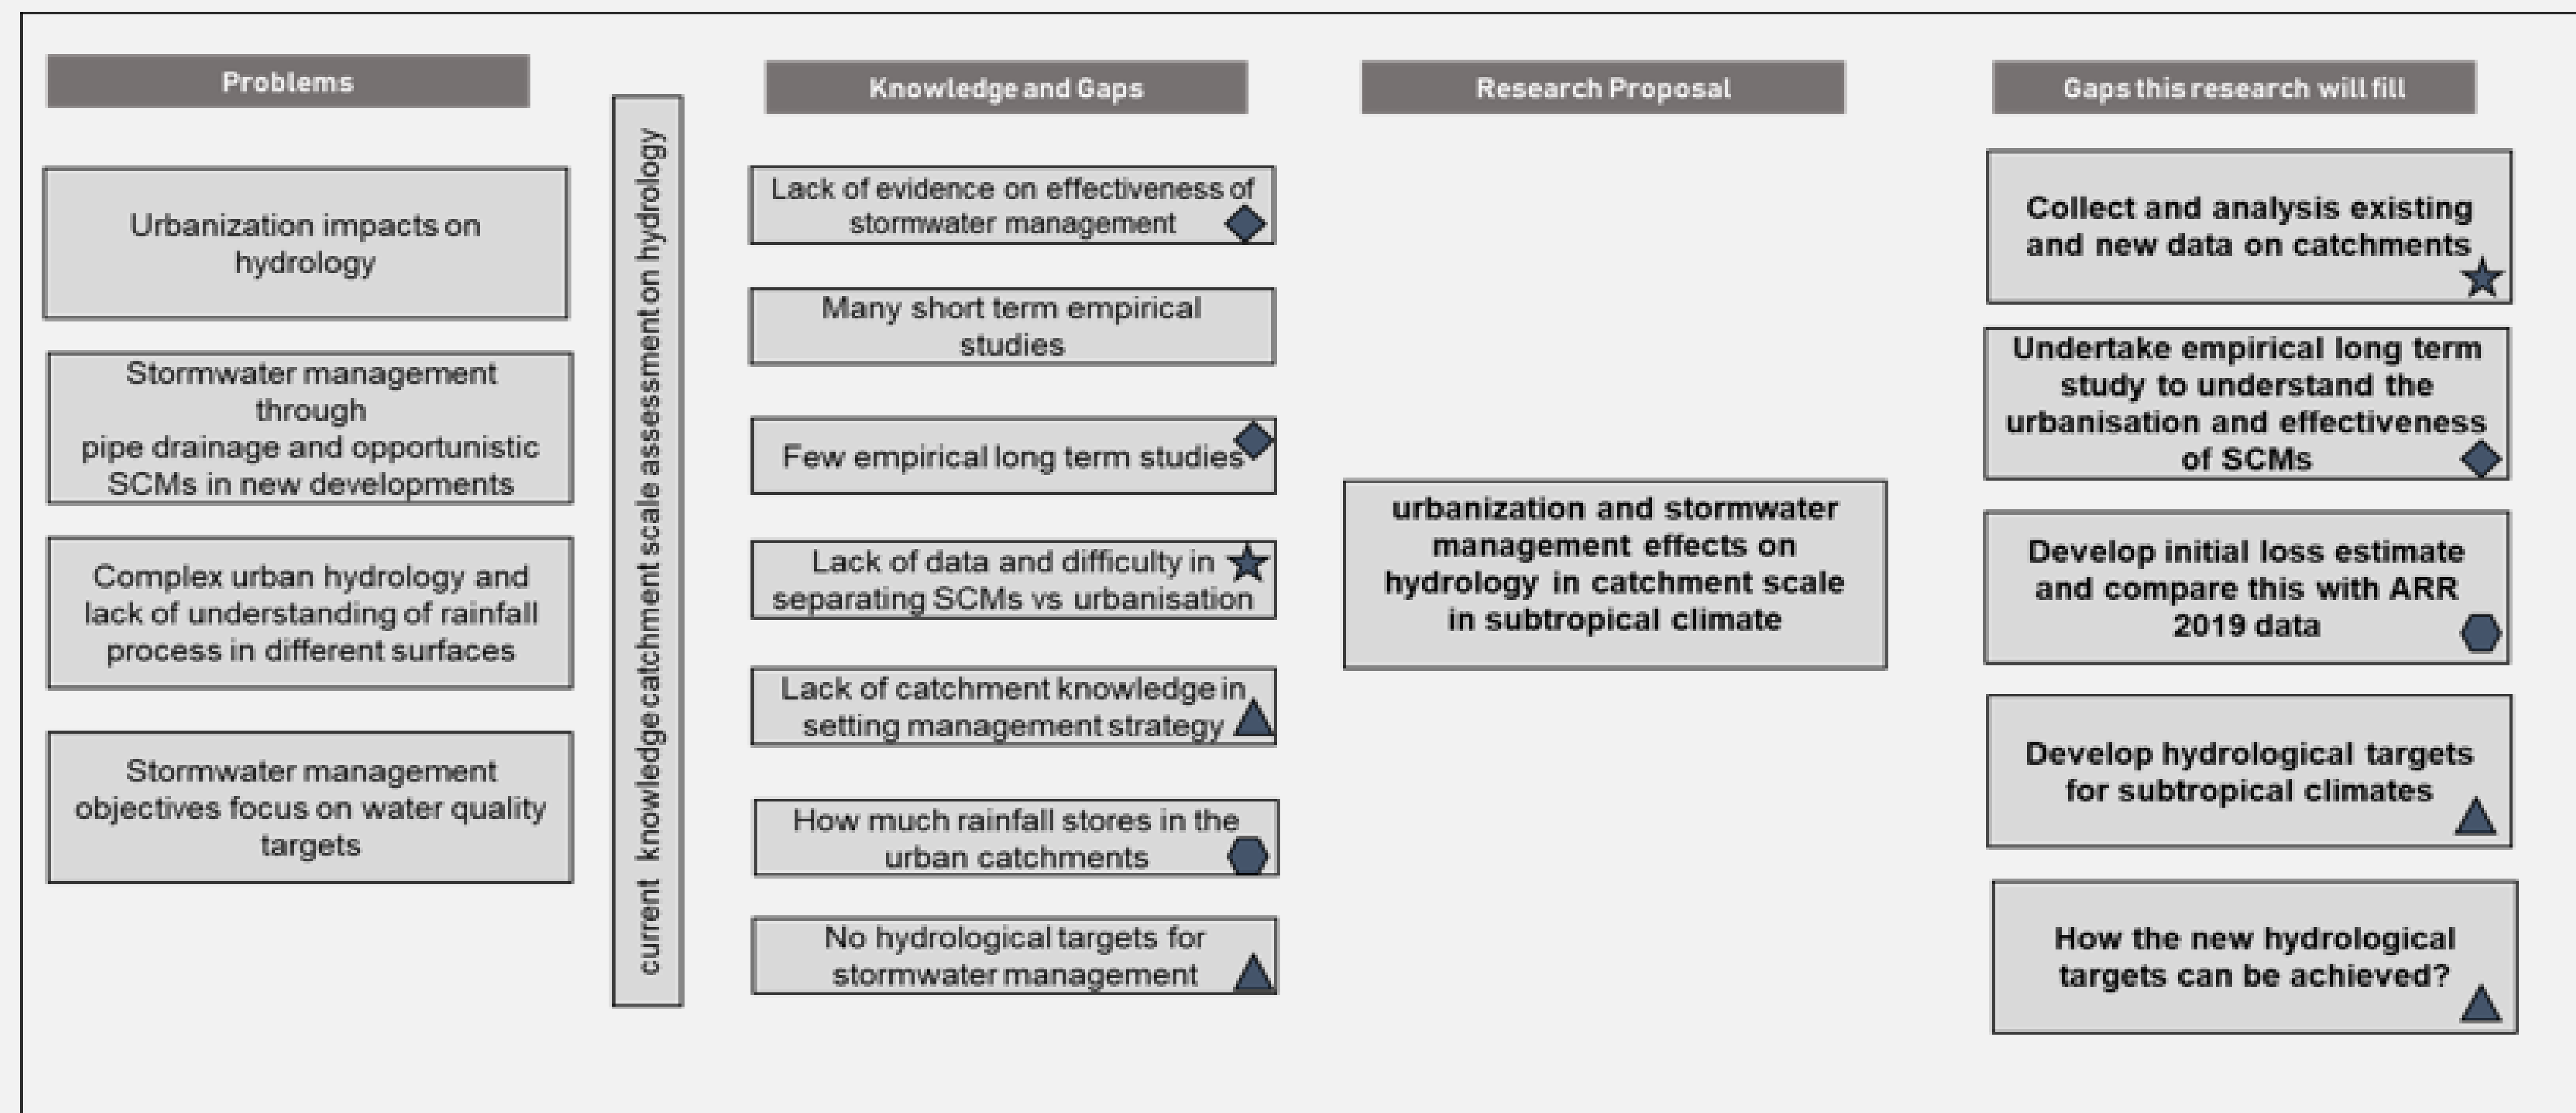 Problems
Urbanization impacts on
hydrology
Stormwater management
through
pipe drainage and opportunistic
SCMs in new developments
Complex urban hydrology and
lack of understanding of rainfall
process in different surfaces
Stormwater management
objectives focus on water quality
targets
current knowledge catchment scale assessment on hydrology
Knowledge and Gaps
Lack of evidence on effectiveness of
stormwater management
Many short term empirical
studies
Few empirical long term studies
Lack of data and difficulty in
separating SCMs vs urbanisation
Lack of catchment knowledge in
setting management strategy
How much rainfall stores in the
urban catchments
No hydrological targets for
stormwater management
Research Proposal
urbanization and stormwater
management effects on
hydrology in catchment scale
in subtropical climate
Gaps this research will fill
Collect and analysis existing
and new data on catchments
Undertake empirical long term
study to understand the
urbanisation and effectiveness
of SCMs
Develop initial loss estimate
and compare this with ARR
2019 data
Develop hydrological targets
for subtropical climates
How the new hydrological
targets can be achieved?